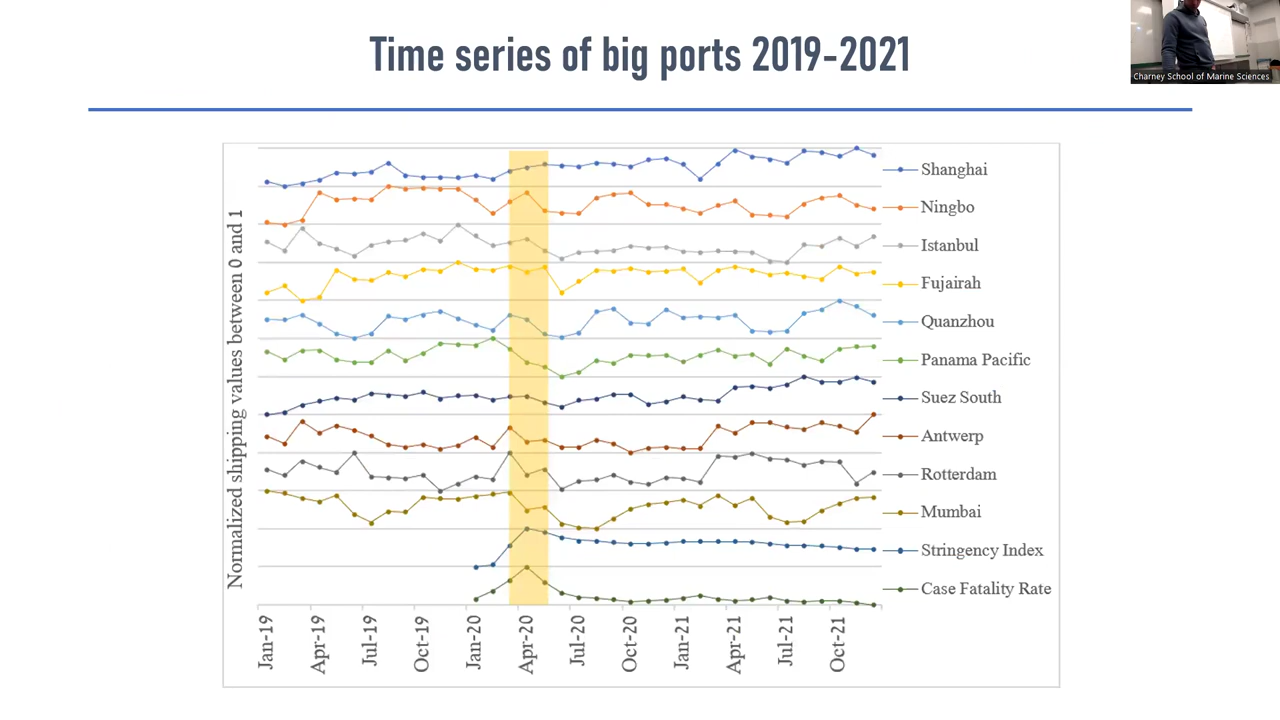 Time series of big ports 2019-2021
Charney School of Marine Sciences
Normalized shipping values between 0 and 1
Shanghai
Ningbo
Istanbul
Fujairah
Quanzhou
Panama Pacific
Suez South
Antwerp
Rotterdam
Mumbai
Stringency Index
Case Fatality Rate
Jan-19
Apr-19
Jul-19
Oct-19
Jan-20
Apr-20
Jul-20
Oct-20
Jan-21
Apr-21
Jul-21
Oct-21